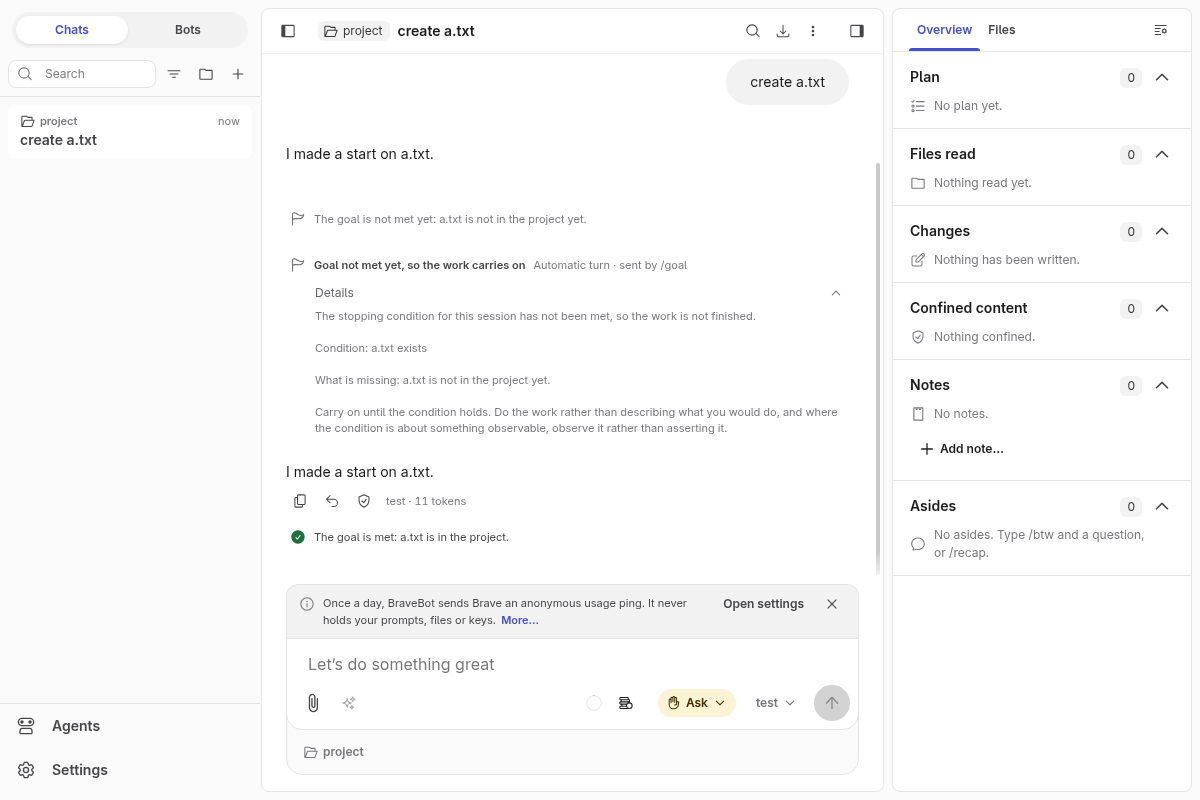 Chats
Bots
Search
project
now
create a.txt
Agents
Settings
project
create a.txt
create a.txt
I made a start on a.txt.
The goal is not met yet: a.txt is not in the project yet.
Goal not met yet, so the work carries on
Automatic turn · sent by /goal
Details
The stopping condition for this session has not been met, so the work is not finished.
Condition: a.txt exists
What is missing: a.txt is not in the project yet.
Carry on until the condition holds. Do the work rather than describing what you would do, and where
the condition is about something observable, observe it rather than asserting it.
I made a start on a.txt.
test · 11 tokens
The goal is met: a.txt is in the project.
Once a day, BraveBot sends Brave an anonymous usage ping. It never
holds your prompts, files or keys. More...
Open settings
Let's do something great
Ask
test
project
Overview
Files
Plan
0
No plan yet.
Files read
0
Nothing read yet.
Changes
0
Nothing has been written.
Confined content
0
Nothing confined.
Notes
0
No notes.
Add note...
Asides
0
No asides. Type /btw and a question,
or /recap.